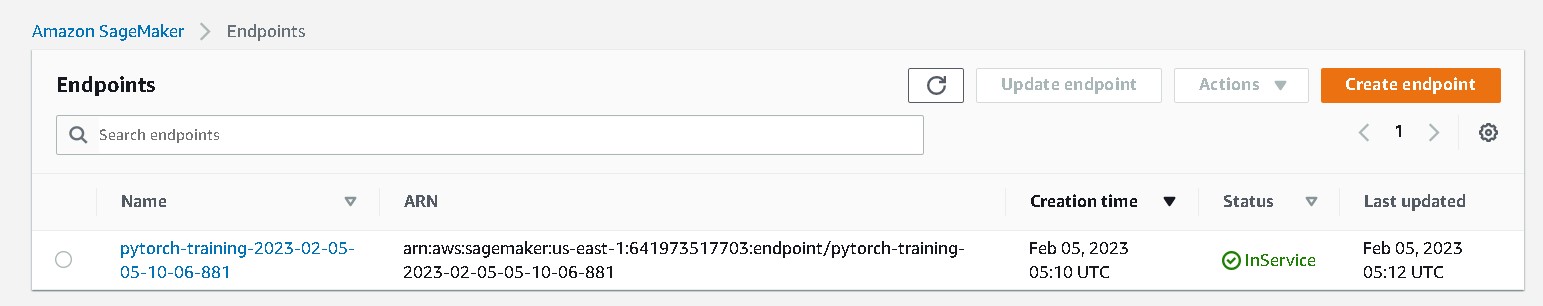 Amazon SageMaker > Endpoints
Endpoints
Update endpoint
Actions
Create endpoint
Search endpoints
1
Name ARN Creation time Status Last updated
pytorch-training-2023-02-05- arn:aws:sagemaker:us-east-1:641973517703:endpoint/pytorch-training- Feb 05, 2023 InService Feb 05, 2023
05-10-06-881 2023-02-05-05-10-06-881 05:10 UTC 05:12 UTC